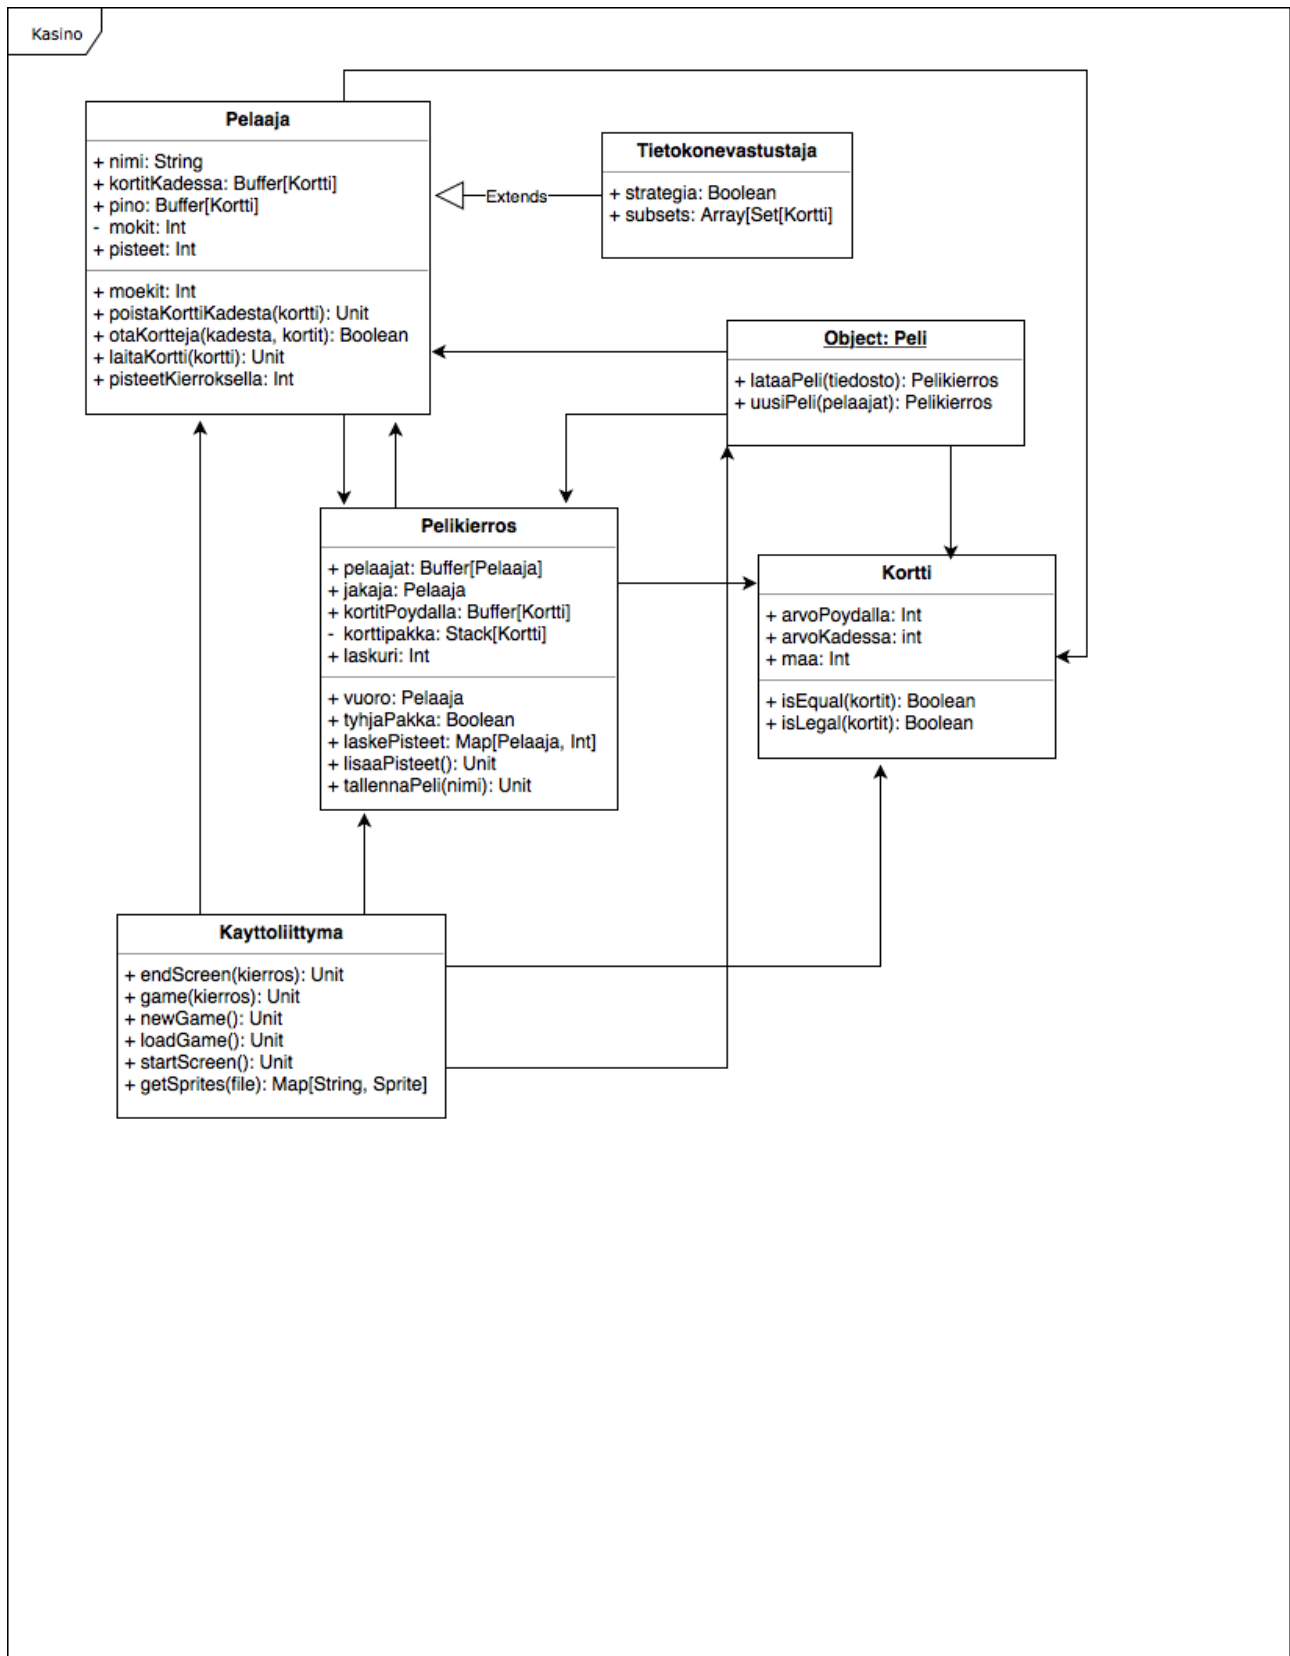 Kasino
Pelaaja
+ nimi: String
+ kortitKadessa: Buffer[Kortti]
+ pino: Buffer[Kortti]
- mokit: Int
+ pisteet: Int
+ moekit: Int
+ poistaKorttiKadesta(kortti): Unit
+ otaKortteja(kadesta, kortit): Boolean
+ laitaKortti(kortti): Unit
+ pisteetKierroksella: Int
Extends
Tietokonevastustaja
+ strategia: Boolean
+ subsets: Array[Set[Kortti]
Object: Peli
+ lataaPeli(tiedosto): Pelikierros
+ uusiPeli(pelaajat): Pelikierros
Pelikierros
+ pelaajat: Buffer[Pelaaja]
+ jakaja: Pelaaja
+ kortitPoydalla: Buffer[Kortti]
- korttipakka: Stack[Kortti]
+ laskuri: Int
+ vuoro: Pelaaja
+ tyhjaPakka: Boolean
+ laskePisteet: Map[Pelaaja, Int]
+ lisaaPisteet(): Unit
+ tallennaPeli(nimi): Unit
Kortti
+ arvoPoydalla: Int
+ arvoKadessa: int
+ maa: Int
+ isEqual(kortit): Boolean
+ isLegal(kortit): Boolean
Kayttoliittyma
+ endScreen(kierros): Unit
+ game(kierros): Unit
+ newGame(): Unit
+ loadGame(): Unit
+ startScreen(): Unit
+ getSprites(file): Map[String, Sprite]